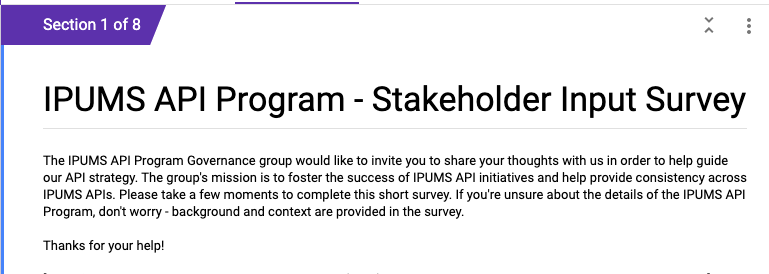 Section 1 of 8
IPUMS API Program - Stakeholder Input Survey
The IPUMS API Program Governance group would like to invite you to share your thoughts with us in order to help guide
our API strategy. The group's mission is to foster the success of IPUMS API initiatives and help provide consistency across
IPUMS APIs. Please take a few moments to complete this short survey. If you're unsure about the details of the IPUMS API
Program, don't worry - background and context are provided in the survey.
Thanks for your help!